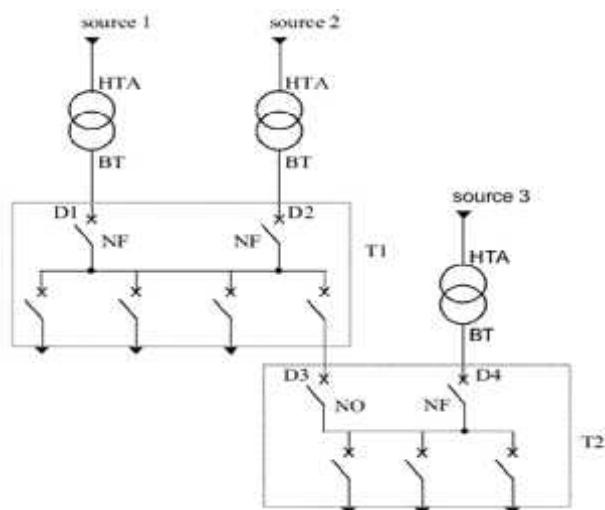 source 1
source 2
HTA
HTA
BT
BT
source 3
D1
D2
NF
NF
T1
HTA
BT
D3
D4
NO
NF
T2